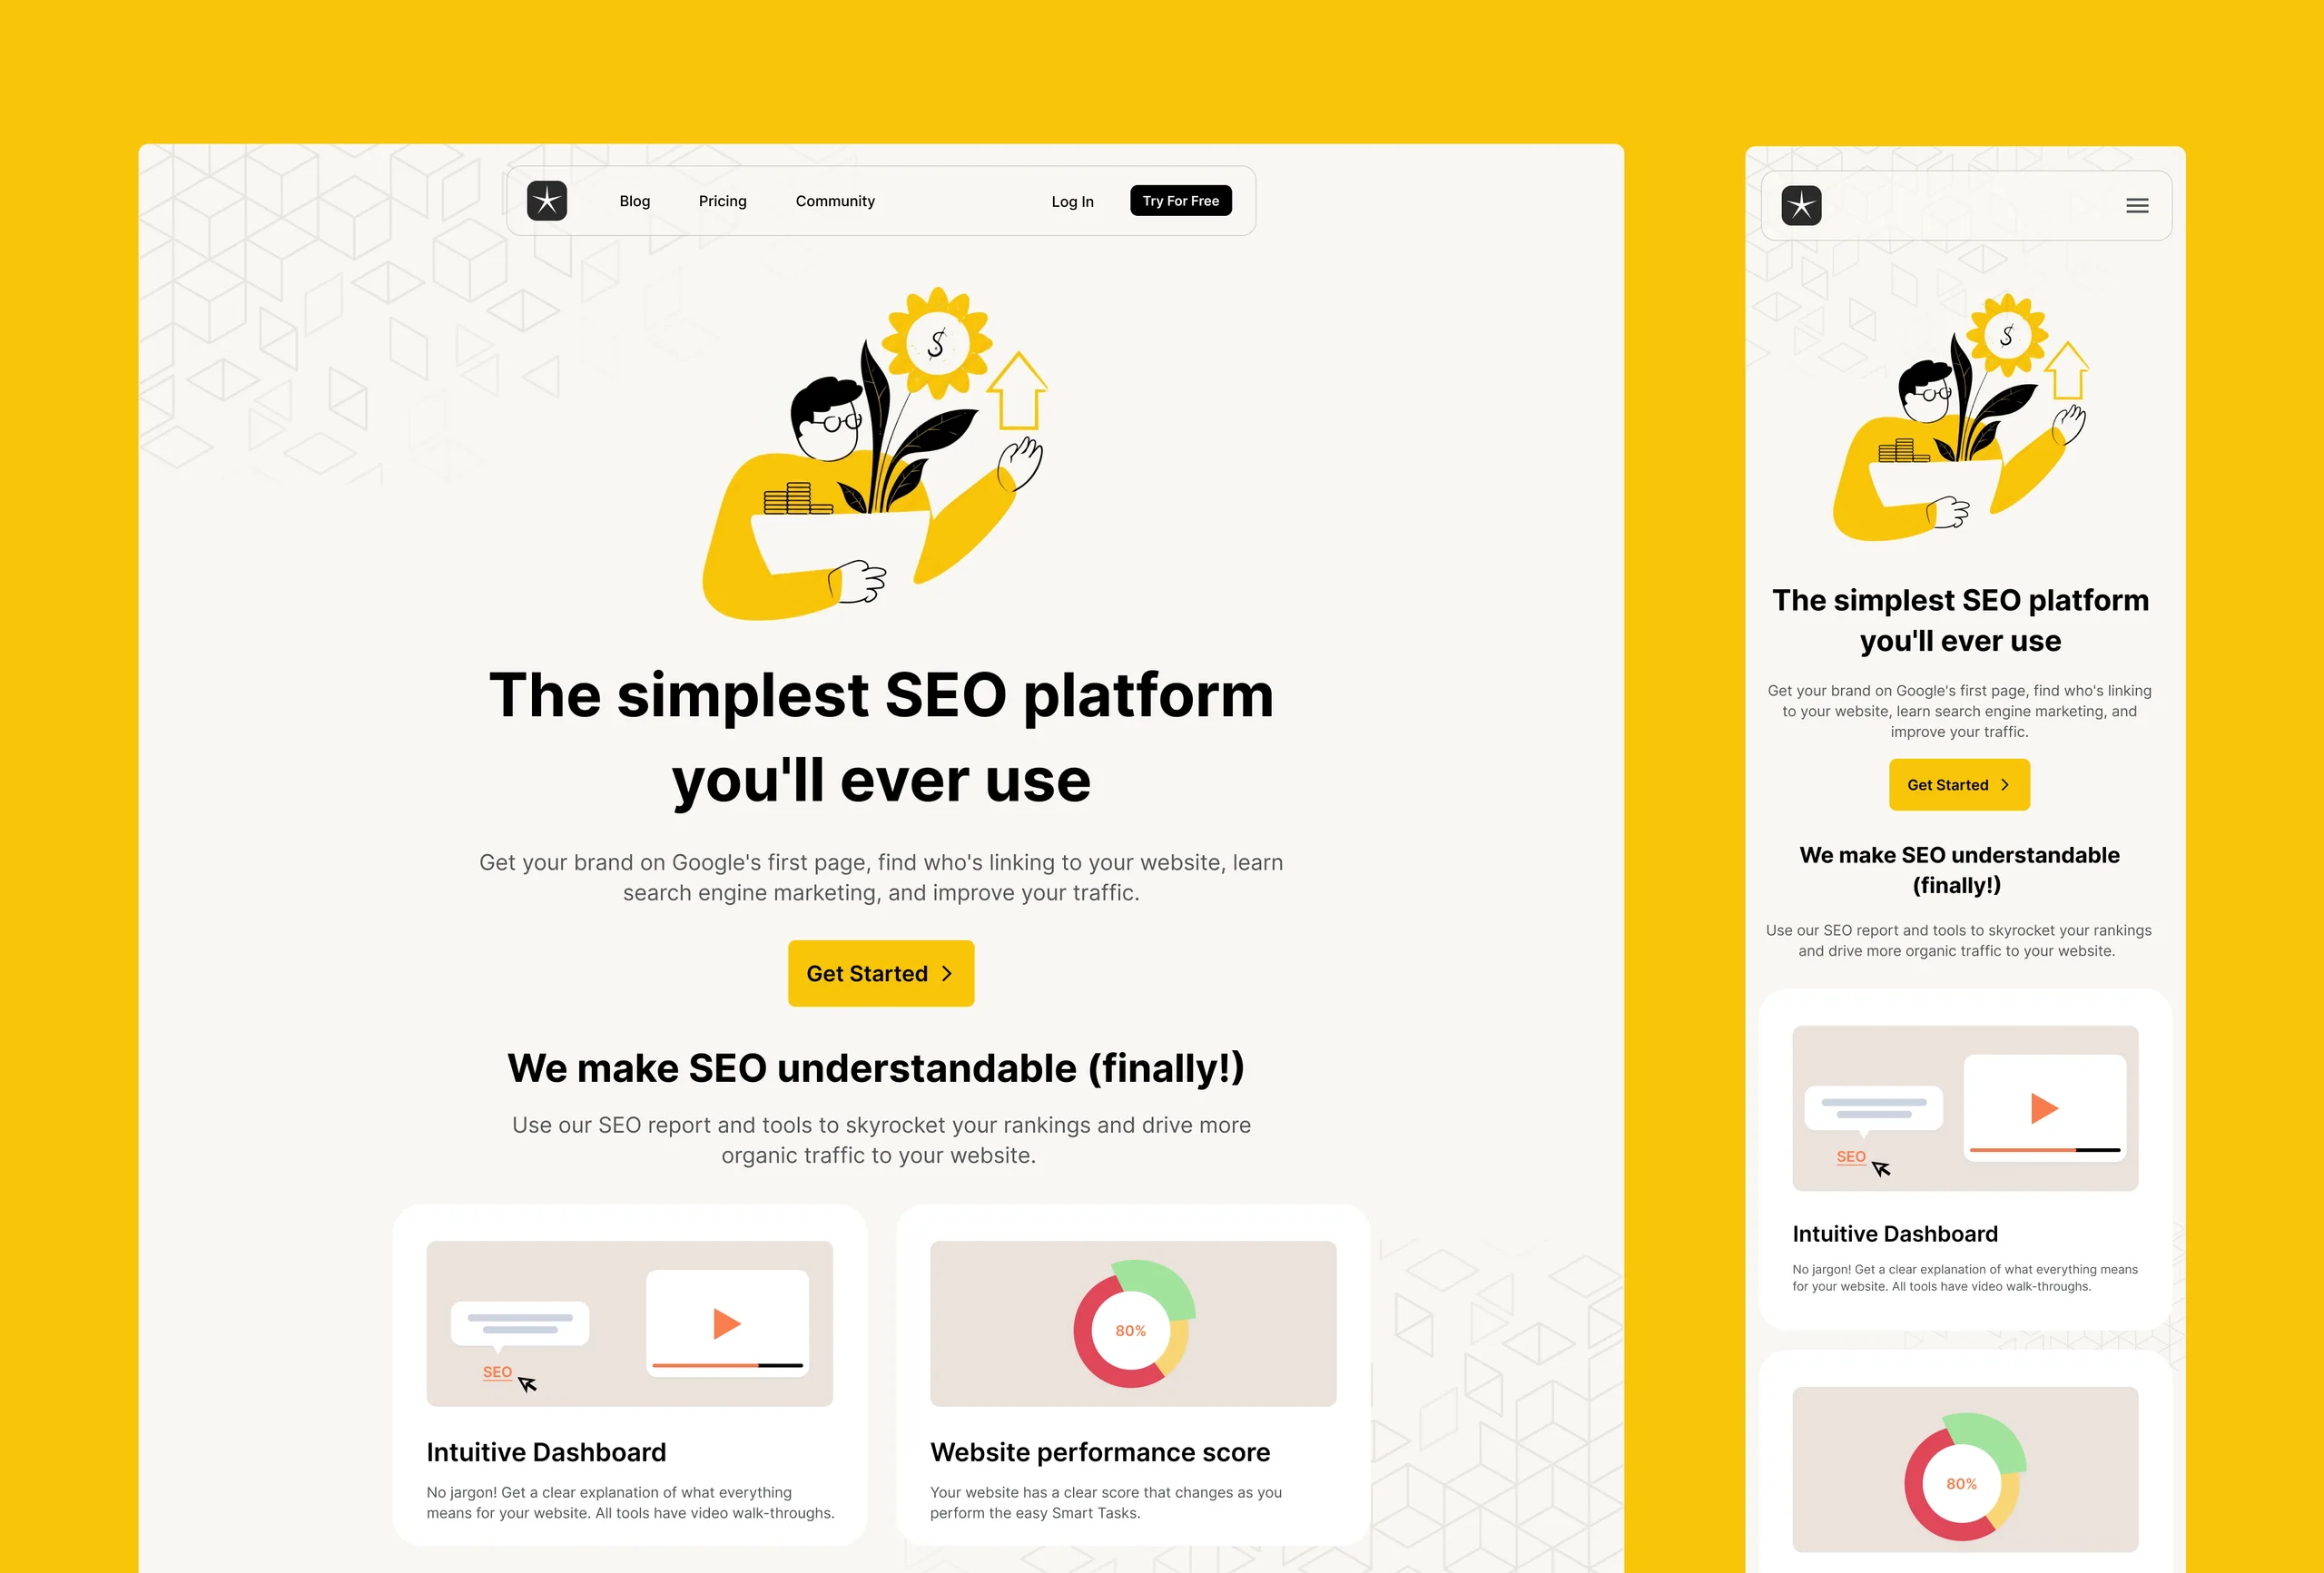 Blog
Pricing
Community
Log In
Try For Free
$
The simplest SEO platform
you'll ever use
Get your brand on Google's first page, find who's linking to your website, learn
search engine marketing, and improve your traffic.
Get Started
We make SEO understandable (finally!)
Use our SEO report and tools to skyrocket your rankings and drive more
organic traffic to your website.
SEO
Intuitive Dashboard
No jargon! Get a clear explanation of what everything
means for your website. All tools have video walk-throughs.
80%
Website performance score
Your website has a clear score that changes as you
perform the easy Smart Tasks.
$
The simplest SEO platform
you'll ever use
Get your brand on Google's first page, find who's linking
to your website, learn search engine marketing, and
improve your traffic.
Get Started
We make SEO understandable
(finally!)
Use our SEO report and tools to skyrocket your rankings
and drive more organic traffic to your website.
SEO
Intuitive Dashboard
No jargon! Get a clear explanation of what everything means
for your website. All tools have video walk-throughs.
80%